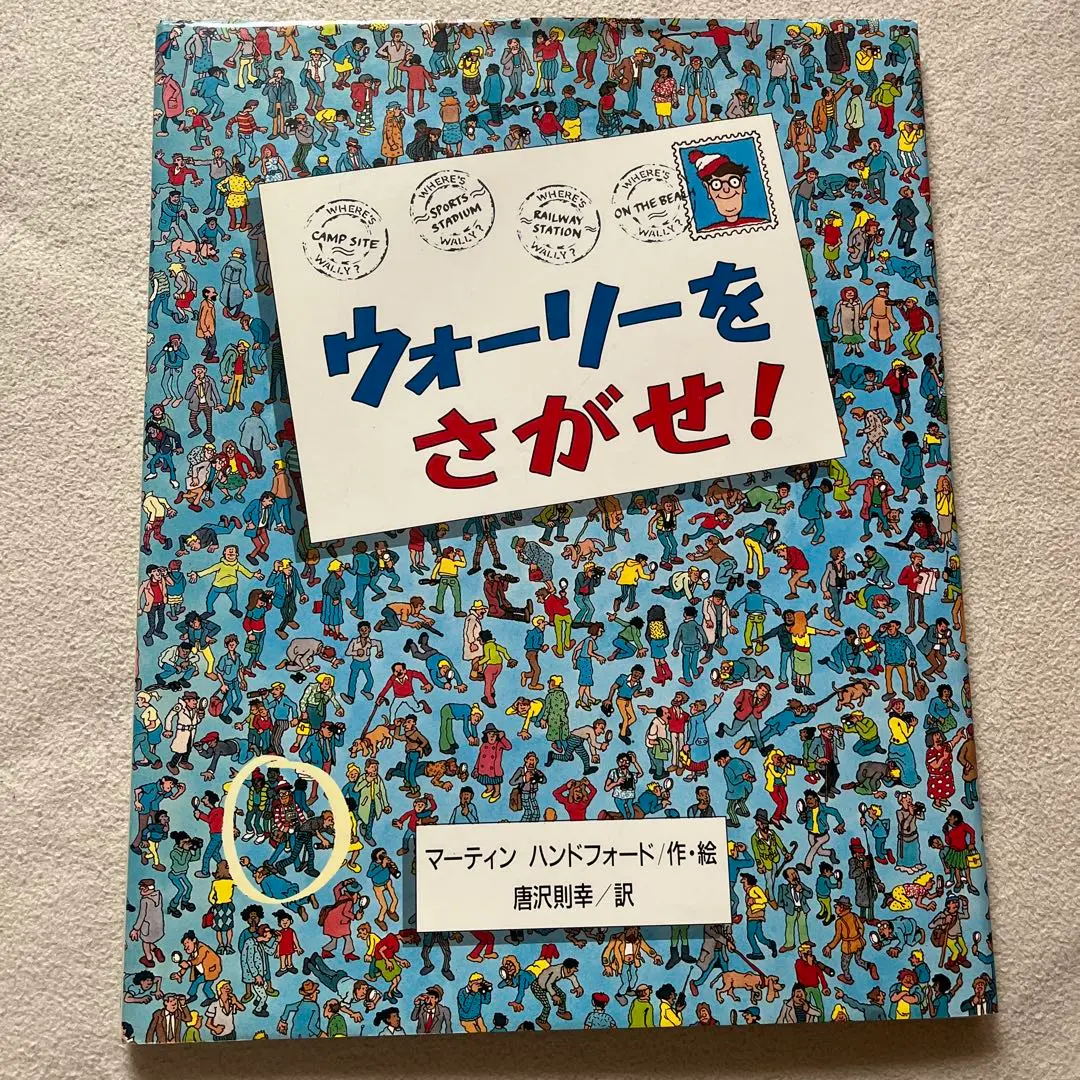 WHERE'S
CAMP SITE
WALLY?
WHERE'S
SPORTS
STADIUM
WALLY?
WHERE'S
RAILWAY
STATION
WALLY?
WHERE'S
ON THE BEA
WALLY?
ウォーリーを
さがせ!
マーティン ハンドフォード/作・絵
唐沢則幸/訳